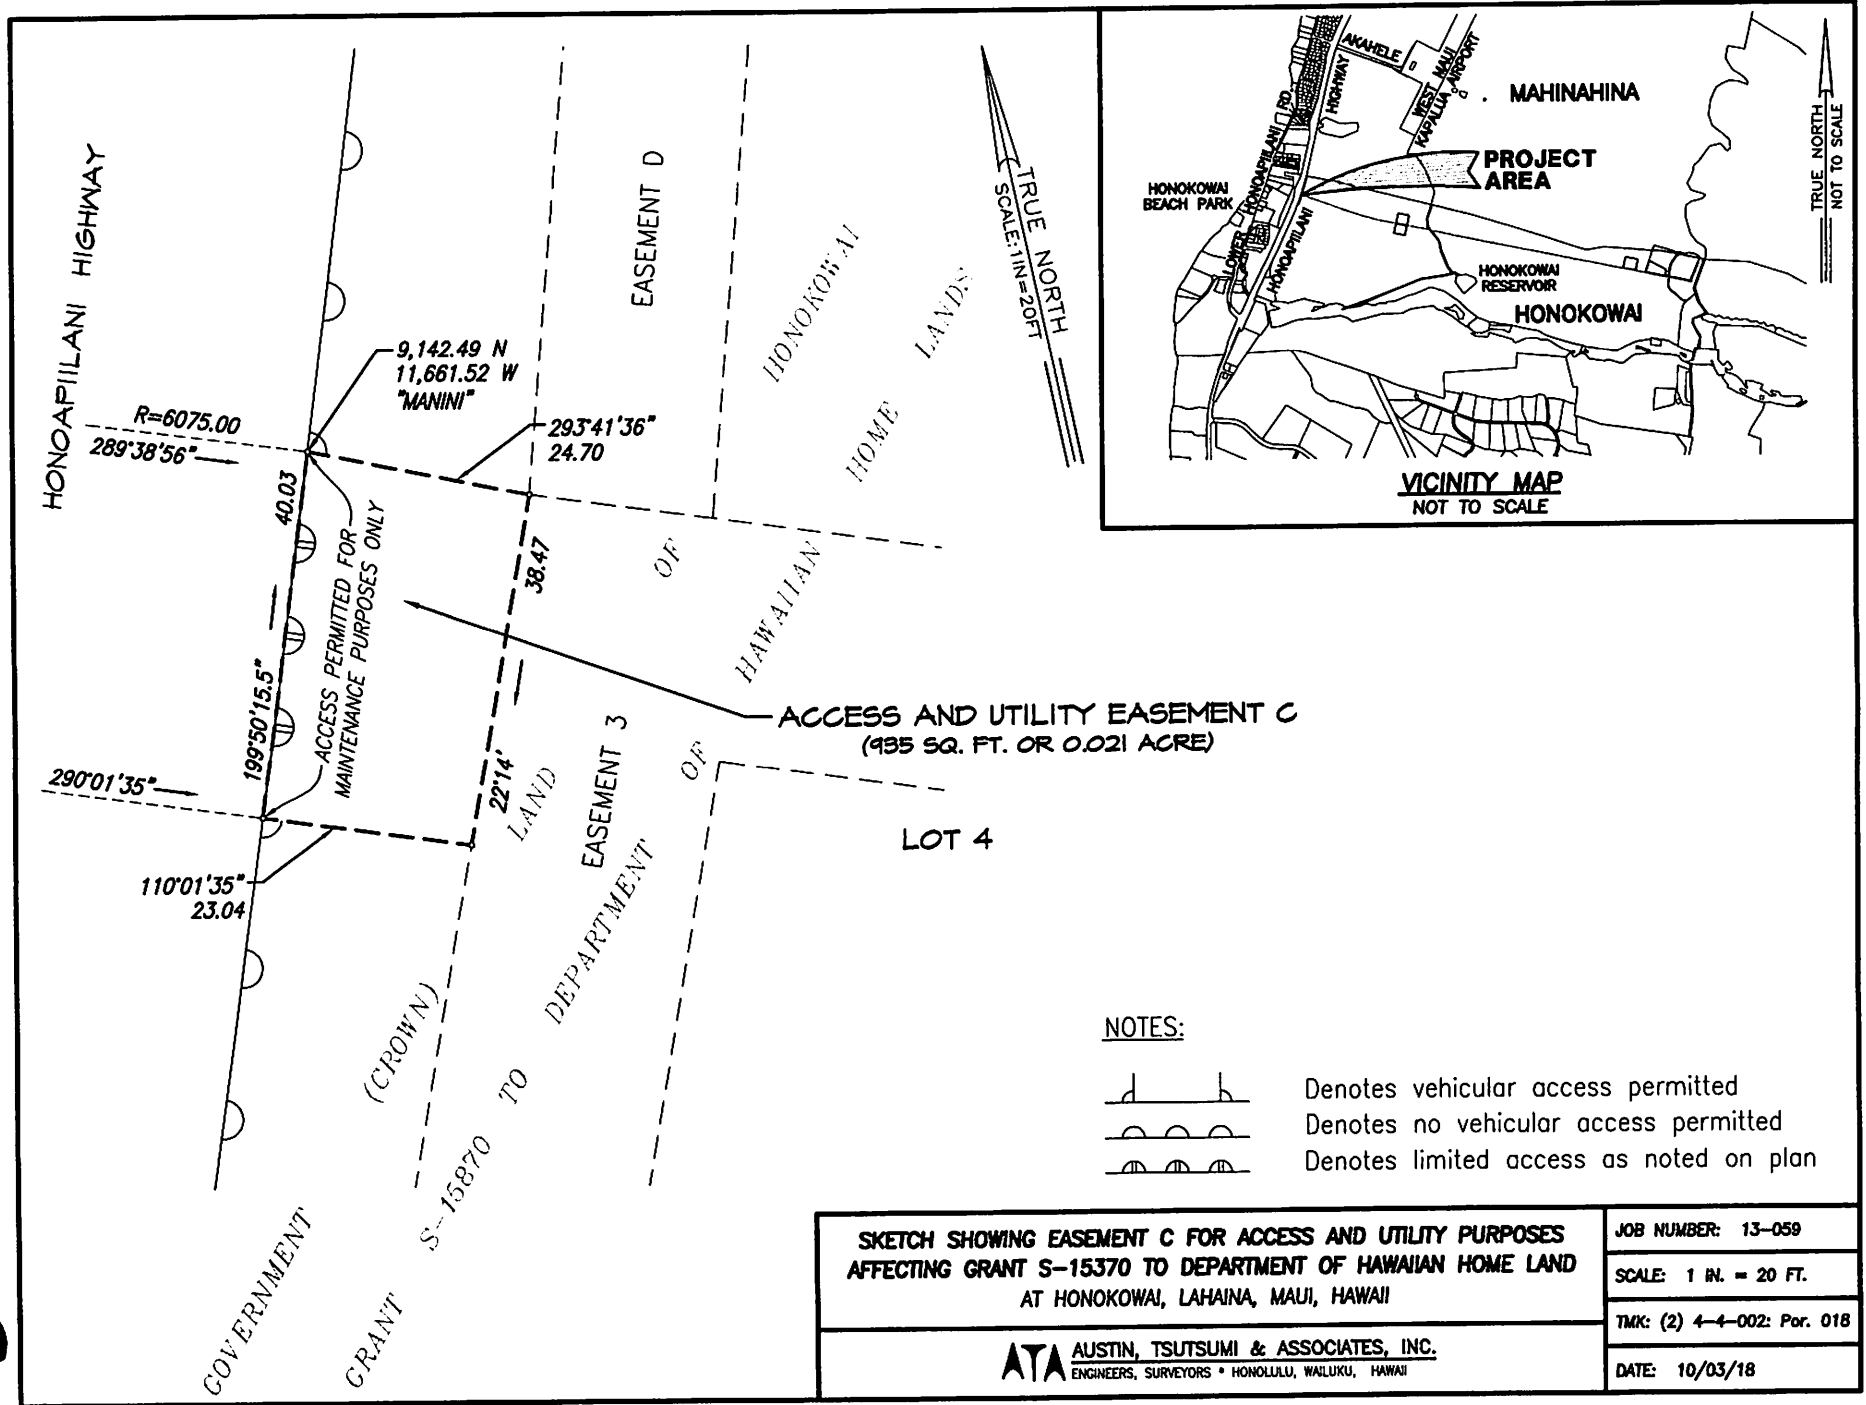 HONOAPIILANI HIGHWAY
R=6075.00
289°38'56"
9,142.49 N
11,661.52 W
"MANINI"
293°41'36"
24.70
40.03
199°50'15.5"
ACCESS PERMITTED FOR
MAINTENANCE PURPOSES ONLY
38.47
22°14'
290°01'35"
110°01'35"
23.04
EASEMENT D
EASEMENT 3
HONOKOWAI
LANDS
HOME
HAWAIIAN
OF
LAND
OF
DEPARTMENT
(CROWN)
TO
S-15870
GOVERNMENT
GRANT
TRUE NORTH
SCALE: 1IN=20FT
ACCESS AND UTILITY EASEMENT C
(935 SQ. FT. OR 0.021 ACRE)
LOT 4
AKAHELE
WEST MAUI
KAPALUA AIRPORT
HIGHWAY
MAHINAHINA
PROJECT
AREA
HONOKOWAI
BEACH PARK
LOWER HONOAPIILANI RD.
HONOAPIILANI
HONOKOWAI
RESERVOIR
HONOKOWAI
TRUE NORTH
NOT TO SCALE
VICINITY MAP
NOT TO SCALE
NOTES:
Denotes vehicular access permitted
Denotes no vehicular access permitted
Denotes limited access as noted on plan
SKETCH SHOWING EASEMENT C FOR ACCESS AND UTILITY PURPOSES
AFFECTING GRANT S-15370 TO DEPARTMENT OF HAWAIIAN HOME LAND
AT HONOKOWAI, LAHAINA, MAUI, HAWAII
ATA AUSTIN, TSUTSUMI & ASSOCIATES, INC.
ENGINEERS, SURVEYORS • HONOLULU, WAILUKU, HAWAII
JOB NUMBER: 13-059
SCALE: 1 IN. = 20 FT.
TMK: (2) 4-4-002: Por. 018
DATE: 10/03/18